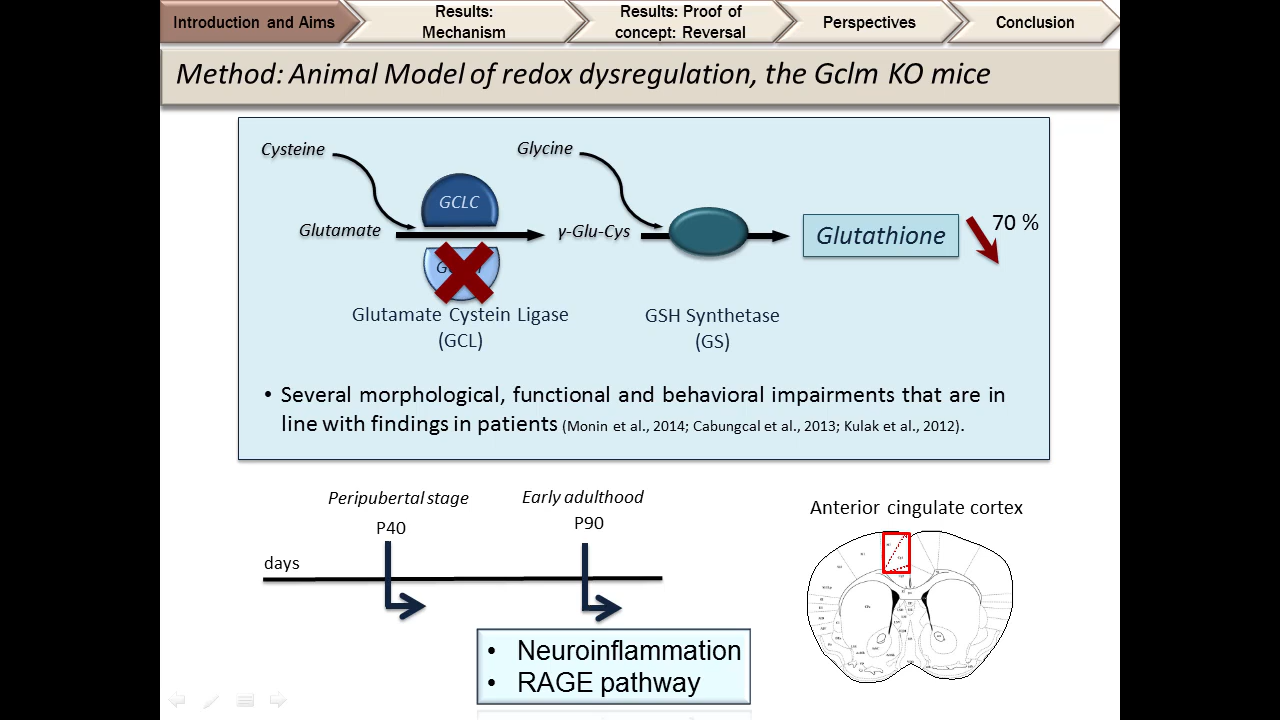 Introduction and Aims
Results:
Mechanism
Results: Proof of
concept: Reversal
Perspectives
Conclusion
Method: Animal Model of redox dysregulation, the Gclm KO mice
Cysteine
Glycine
GCLC
Glutamate
γ-Glu-Cys
Glutathione
70 %
Glutamate Cystein Ligase
(GCL)
GSH Synthetase
(GS)
• Several morphological, functional and behavioral impairments that are in
line with findings in patients (Monin et al., 2014; Cabungcal et al., 2013; Kulak et al., 2012).
Peripubertal stage
P40
Early adulthood
P90
days
Anterior cingulate cortex
• Neuroinflammation
• RAGE pathway